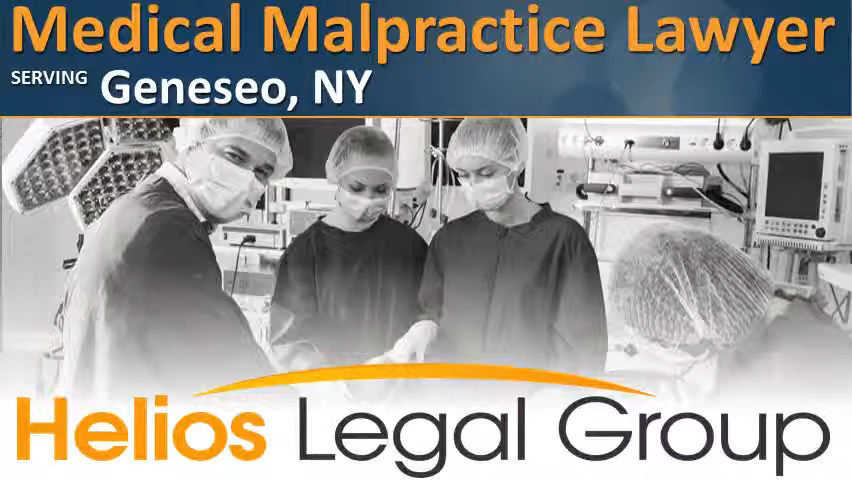 Medical Malpractice Lawyer
SERVING Geneseo, NY
Helios Legal Group